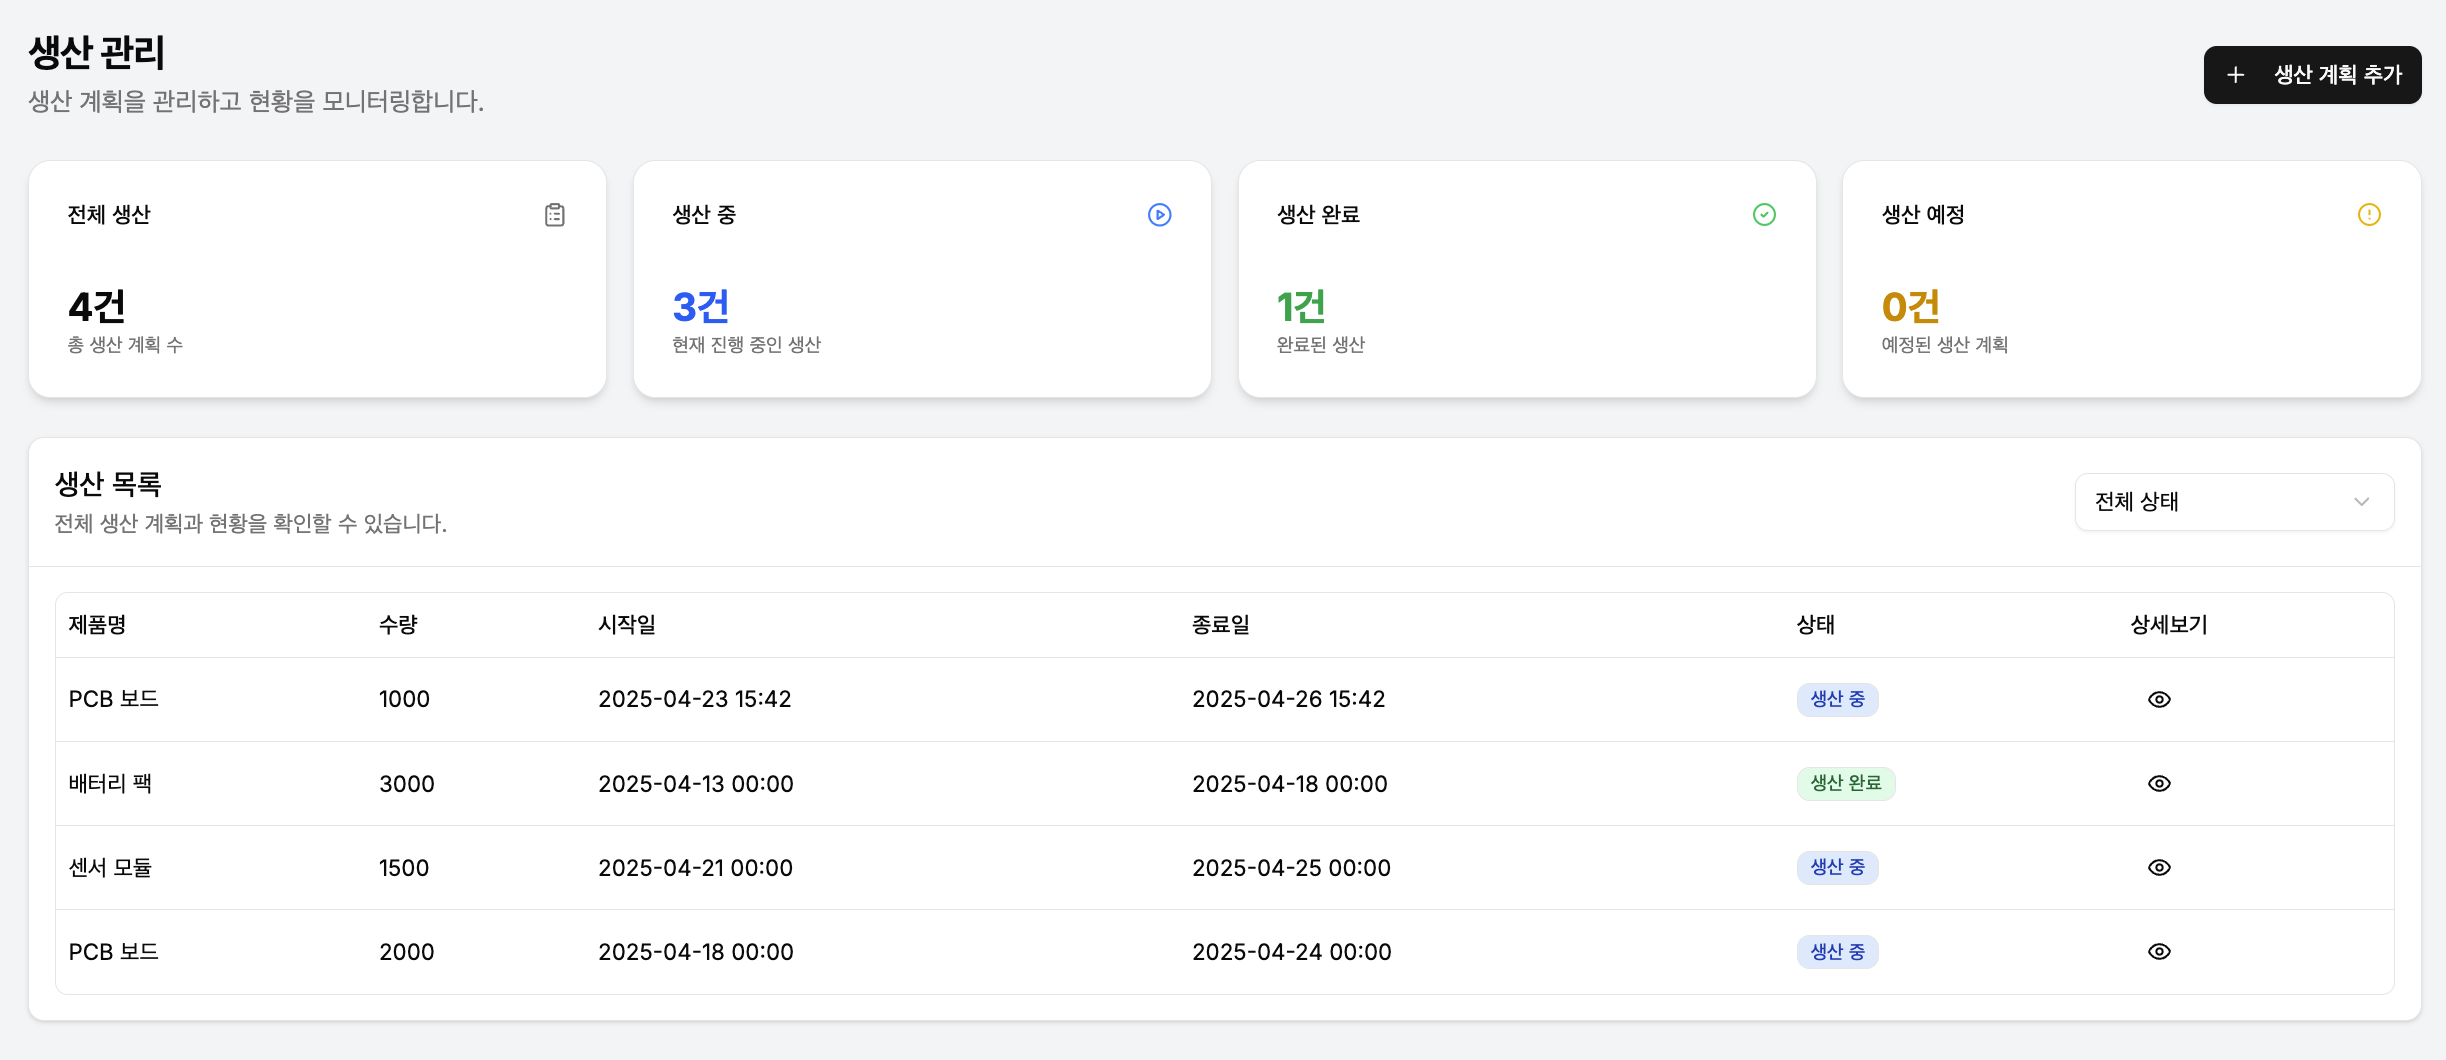 생산 관리
생산 계획을 관리하고 현황을 모니터링합니다.
생산 계획 추가
전체 생산
4건
총 생산 계획 수
생산 중
3건
현재 진행 중인 생산
생산 완료
1건
완료된 생산
생산 예정
0건
예정된 생산 계획
생산 목록
전체 생산 계획과 현황을 확인할 수 있습니다.
전체 상태
제품명 수량 시작일 종료일 상태 상세보기
PCB 보드 1000 2025-04-23 15:42 2025-04-26 15:42 생산 중
배터리 팩 3000 2025-04-13 00:00 2025-04-18 00:00 생산 완료
센서 모듈 1500 2025-04-21 00:00 2025-04-25 00:00 생산 중
PCB 보드 2000 2025-04-18 00:00 2025-04-24 00:00 생산 중